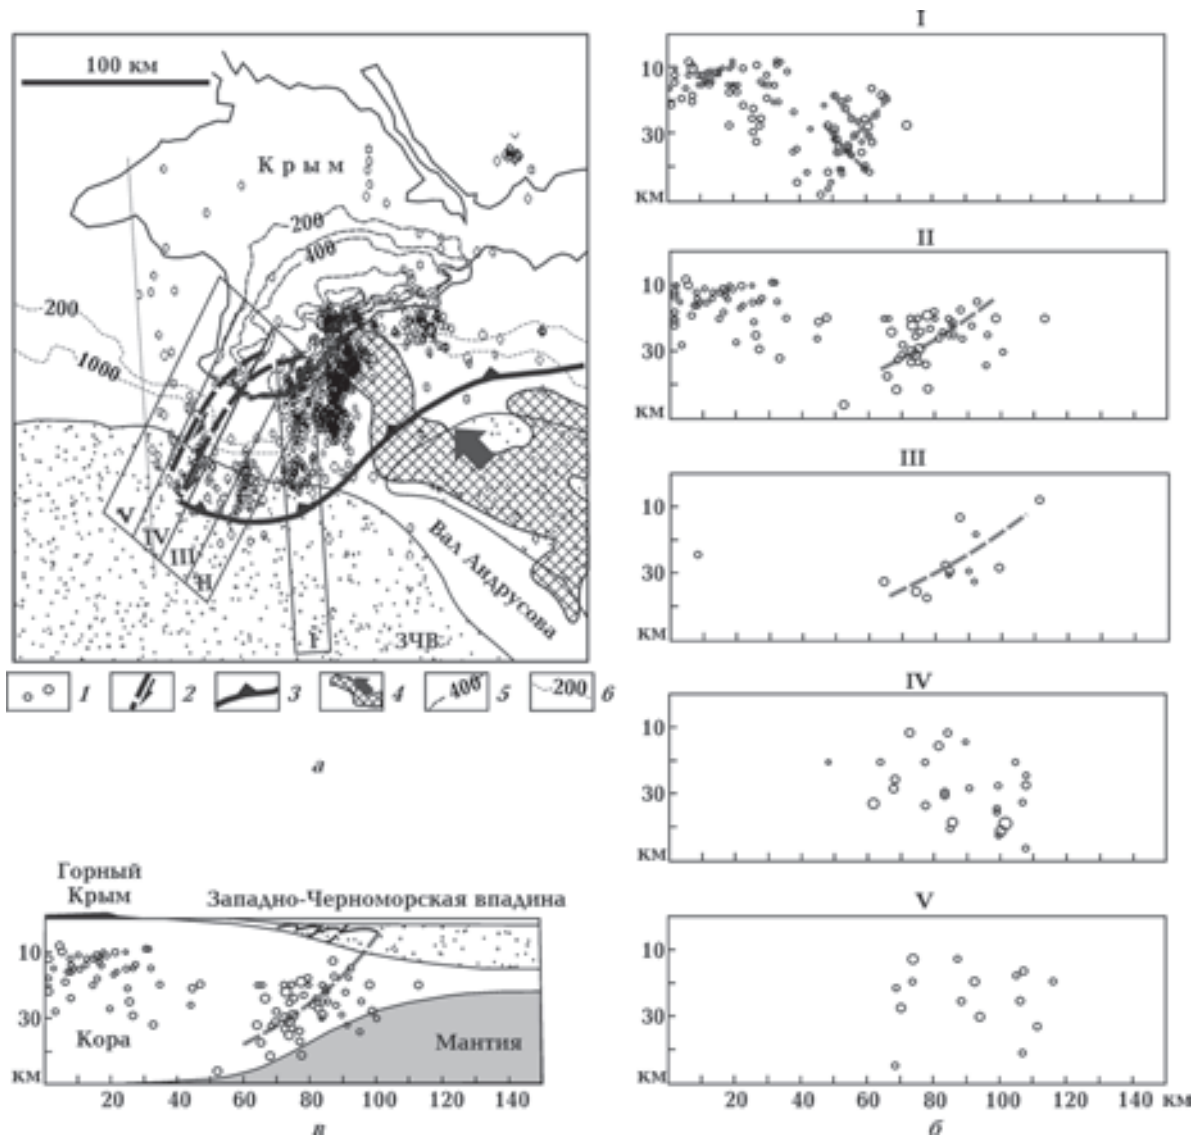 100 км
Крым
200
400
200
1000
V
IV
III
II
I
Вал Андрусова
ЗЧВ
1
2
3
4
400 5
200 6
а
Горный
Крым
Западно-Черноморская впадина
10
30
км
Кора
Мантия
20 40 60 80 100 120 140
в
I
10
30
км
II
10
30
км
III
10
30
км
IV
10
30
км
V
10
30
км
20 40 60 80 100 120 140 км
б